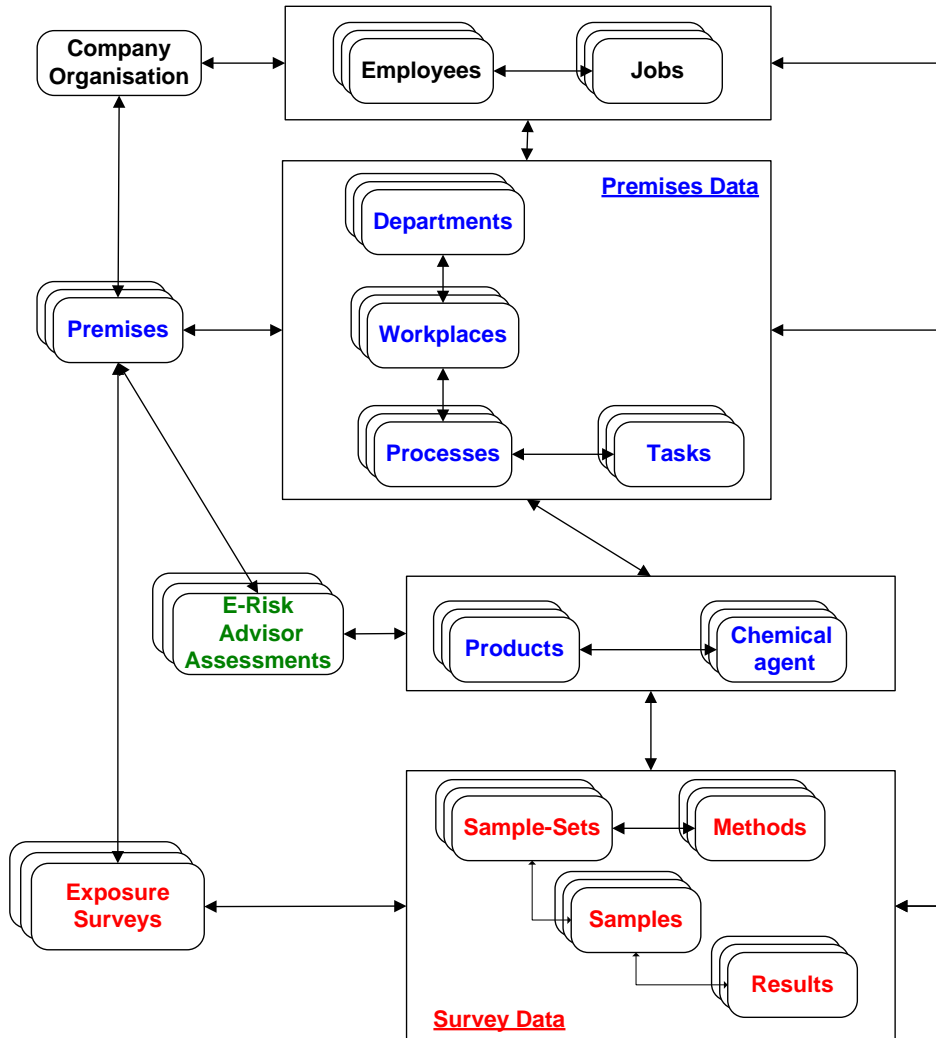 Company
Organisation
Employees
Jobs
Premises Data
Departments
Premises
Workplaces
Processes
Tasks
E-Risk
Advisor
Assessments
Products
Chemical
agent
Sample-Sets
Methods
Exposure
Surveys
Samples
Results
Survey Data